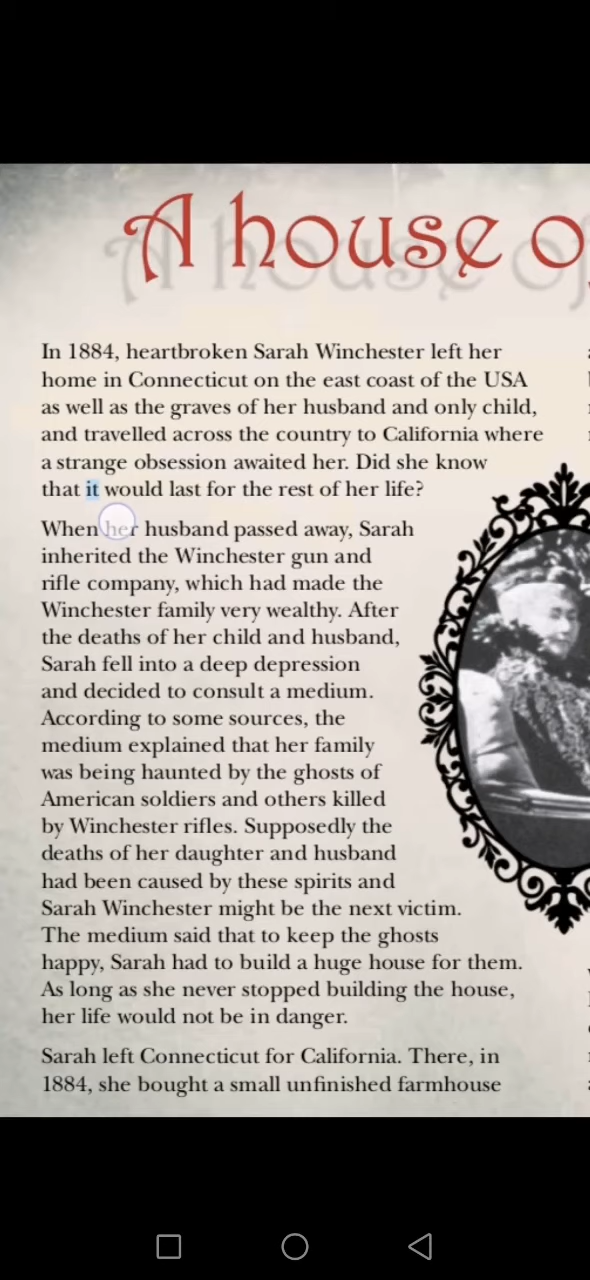 A house o
In 1884, heartbroken Sarah Winchester left her
home in Connecticut on the east coast of the USA
as well as the graves of her husband and only child,
and travelled across the country to California where
a strange obsession awaited her. Did she know
that it would last for the rest of her life?
When her husband passed away, Sarah
inherited the Winchester gun and
rifle company, which had made the
Winchester family very wealthy. After
the deaths of her child and husband,
Sarah fell into a deep depression
and decided to consult a medium.
According to some sources, the
medium explained that her family
was being haunted by the ghosts of
American soldiers and others killed
by Winchester rifles. Supposedly the
deaths of her daughter and husband
had been caused by these spirits and
Sarah Winchester might be the next victim.
The medium said that to keep the ghosts
happy, Sarah had to build a huge house for them.
As long as she never stopped building the house,
her life would not be in danger.
Sarah left Connecticut for California. There, in
1884, she bought a small unfinished farmhouse